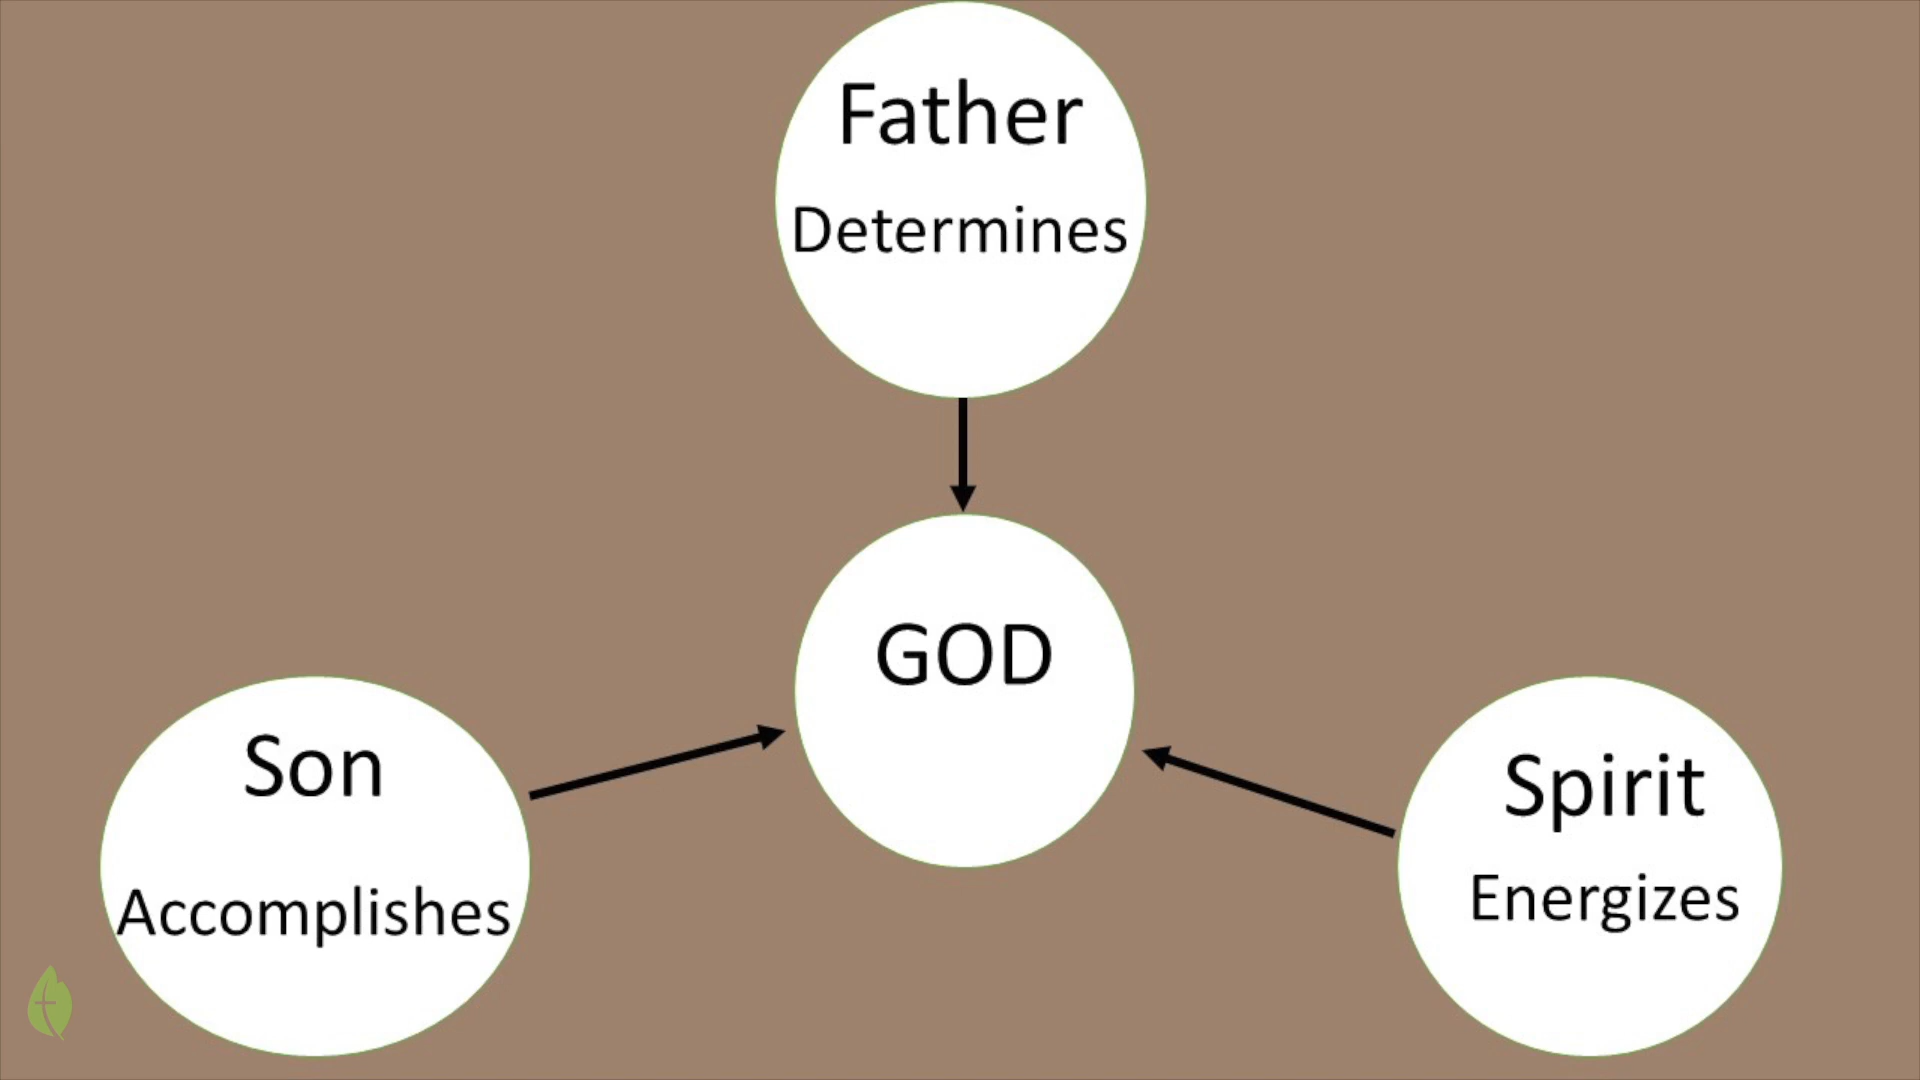 Father
Determines
GOD
Son
Accomplishes
Spirit
Energizes